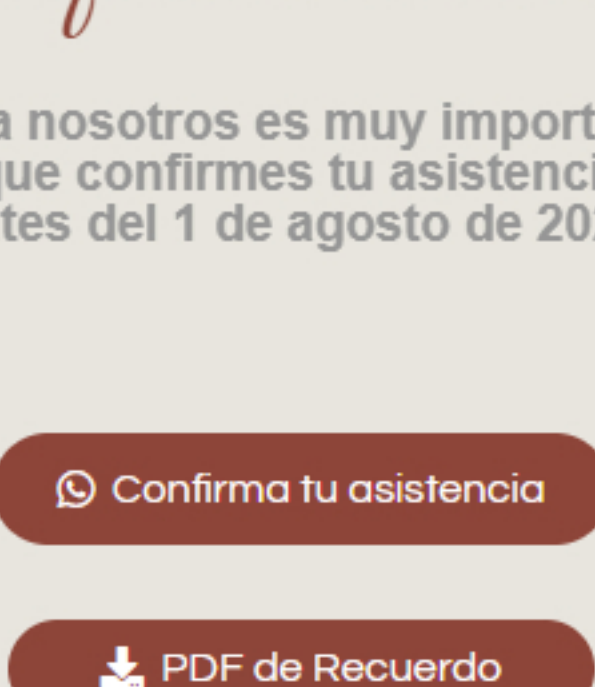 a nosotros es muy import
que confirmes tu asistenci
tes del 1 de agosto de 202
Confirma tu asistencia
PDF de Recuerdo